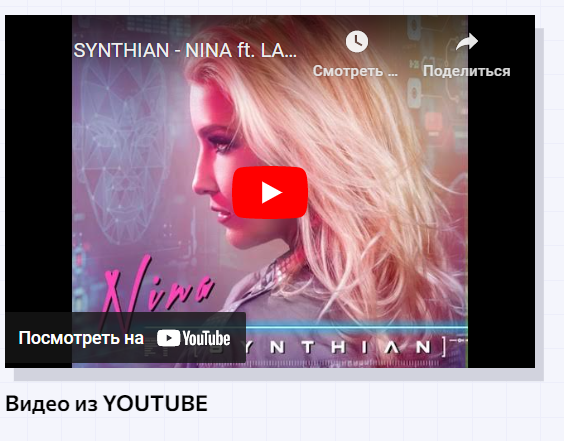 SYNTHIAN - NINA ft. LA...
Смотреть ...
Поделиться
Nina
Посмотреть на YouTube
SYNTHIAN]
Видео из YOUTUBE